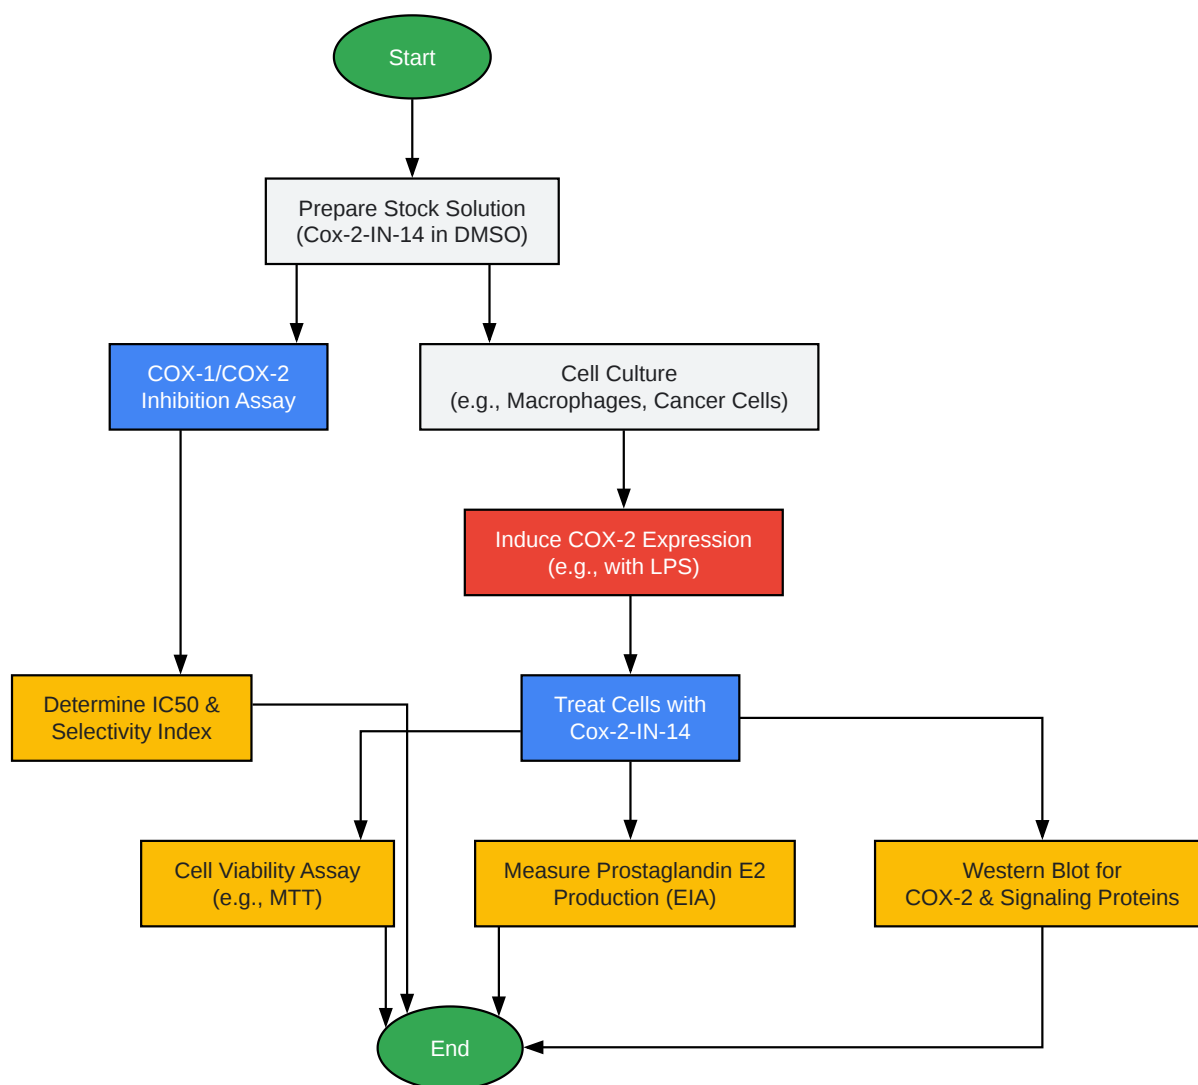 Start
Prepare Stock Solution
(Cox-2-IN-14 in DMSO)
COX-1/COX-2
Inhibition Assay
Cell Culture
(e.g., Macrophages, Cancer Cells)
Induce COX-2 Expression
(e.g., with LPS)
Determine IC50 &
Selectivity Index
Treat Cells with
Cox-2-IN-14
Cell Viability Assay
(e.g., MTT)
Measure Prostaglandin E2
Production (EIA)
Western Blot for
COX-2 & Signaling Proteins
End